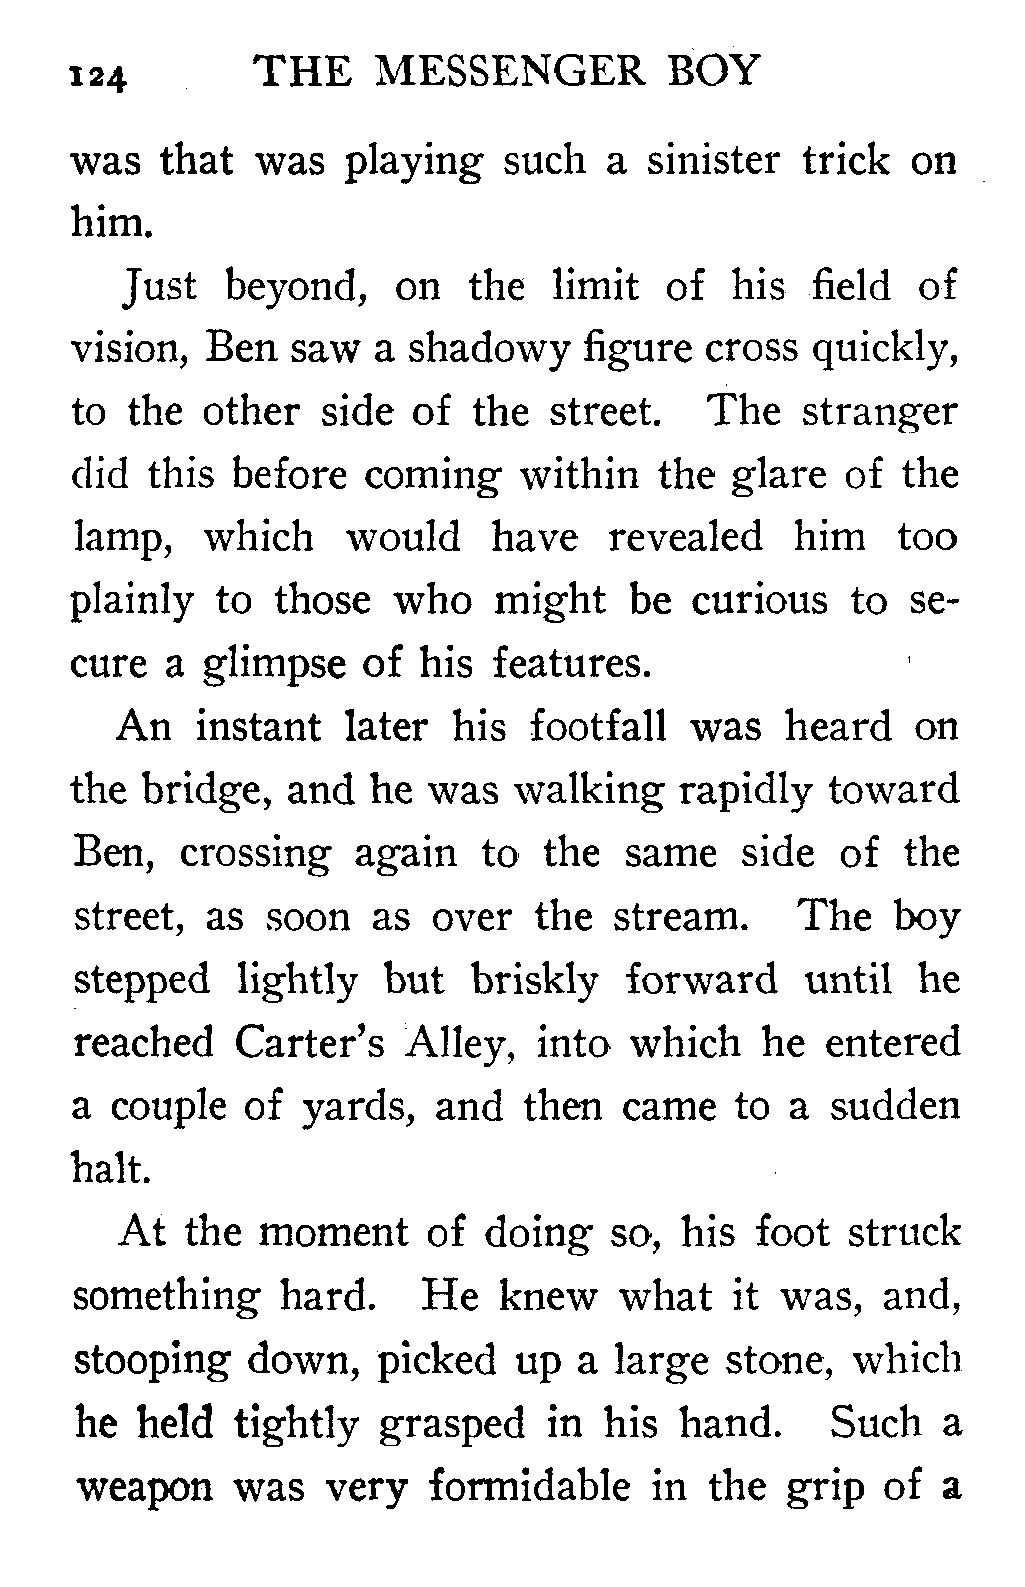 124 THE MESSENGER BOY
was that was playing such a sinister trick on
him.
Just beyond, on the limit of his field of
vision, Ben saw a shadowy figure cross quickly,
to the other side of the street. The stranger
did this before coming within the glare of the
lamp, which would have revealed him too
plainly to those who might be curious to se-
cure a glimpse of his features.
An instant later his footfall was heard on
the bridge, and he was walking rapidly toward
Ben, crossing again to the same side of the
street, as soon as over the stream. The boy
stepped lightly but briskly forward until he
reached Carter's Alley, into which he entered
a couple of yards, and then came to a sudden
halt.
At the moment of doing so, his foot struck
something hard. He knew what it was, and,
stooping down, picked up a large stone, which
he held tightly grasped in his hand. Such a
weapon was very formidable in the grip of a